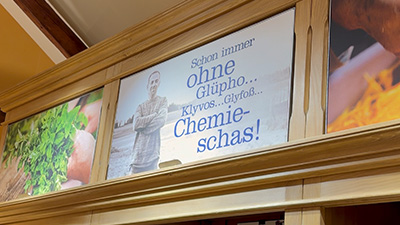 Schon immer
ohne
Glüpho...
Klyvos...Glyfoß...
Chemie-
schas!